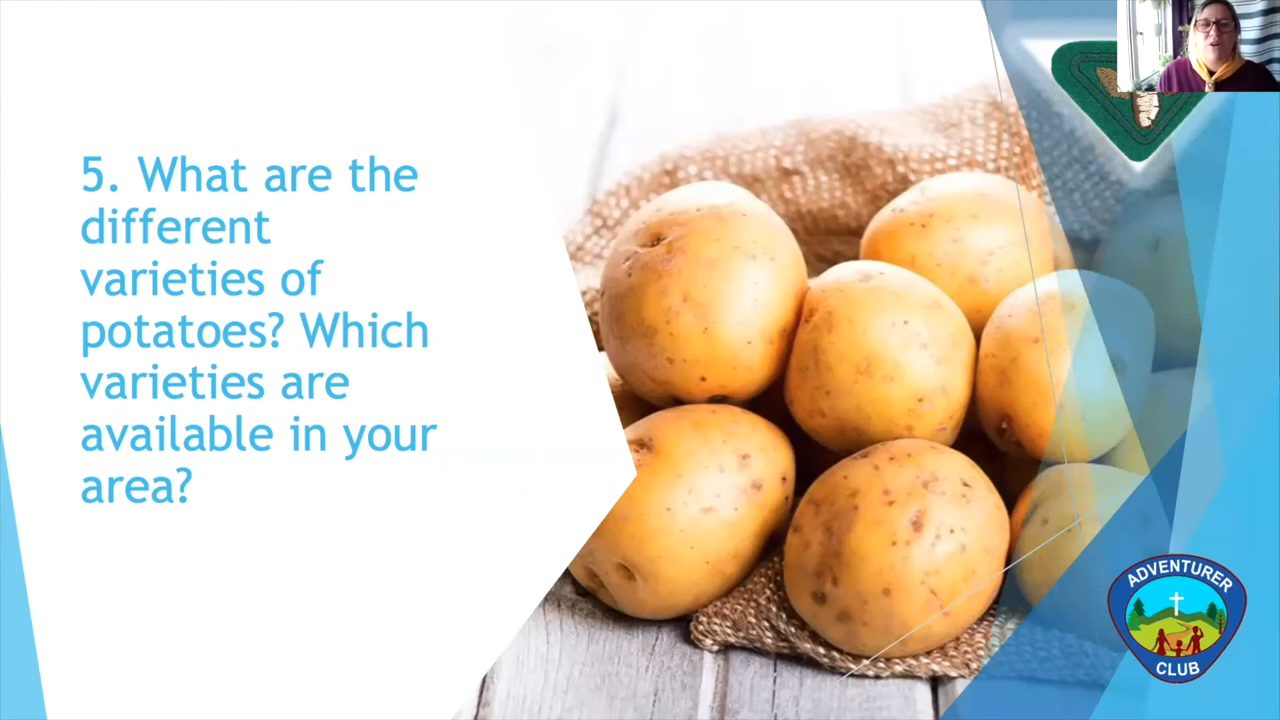 5. What are the
different
varieties of
potatoes? Which
varieties are
available in your
area?
ADVENTURER
CLUB